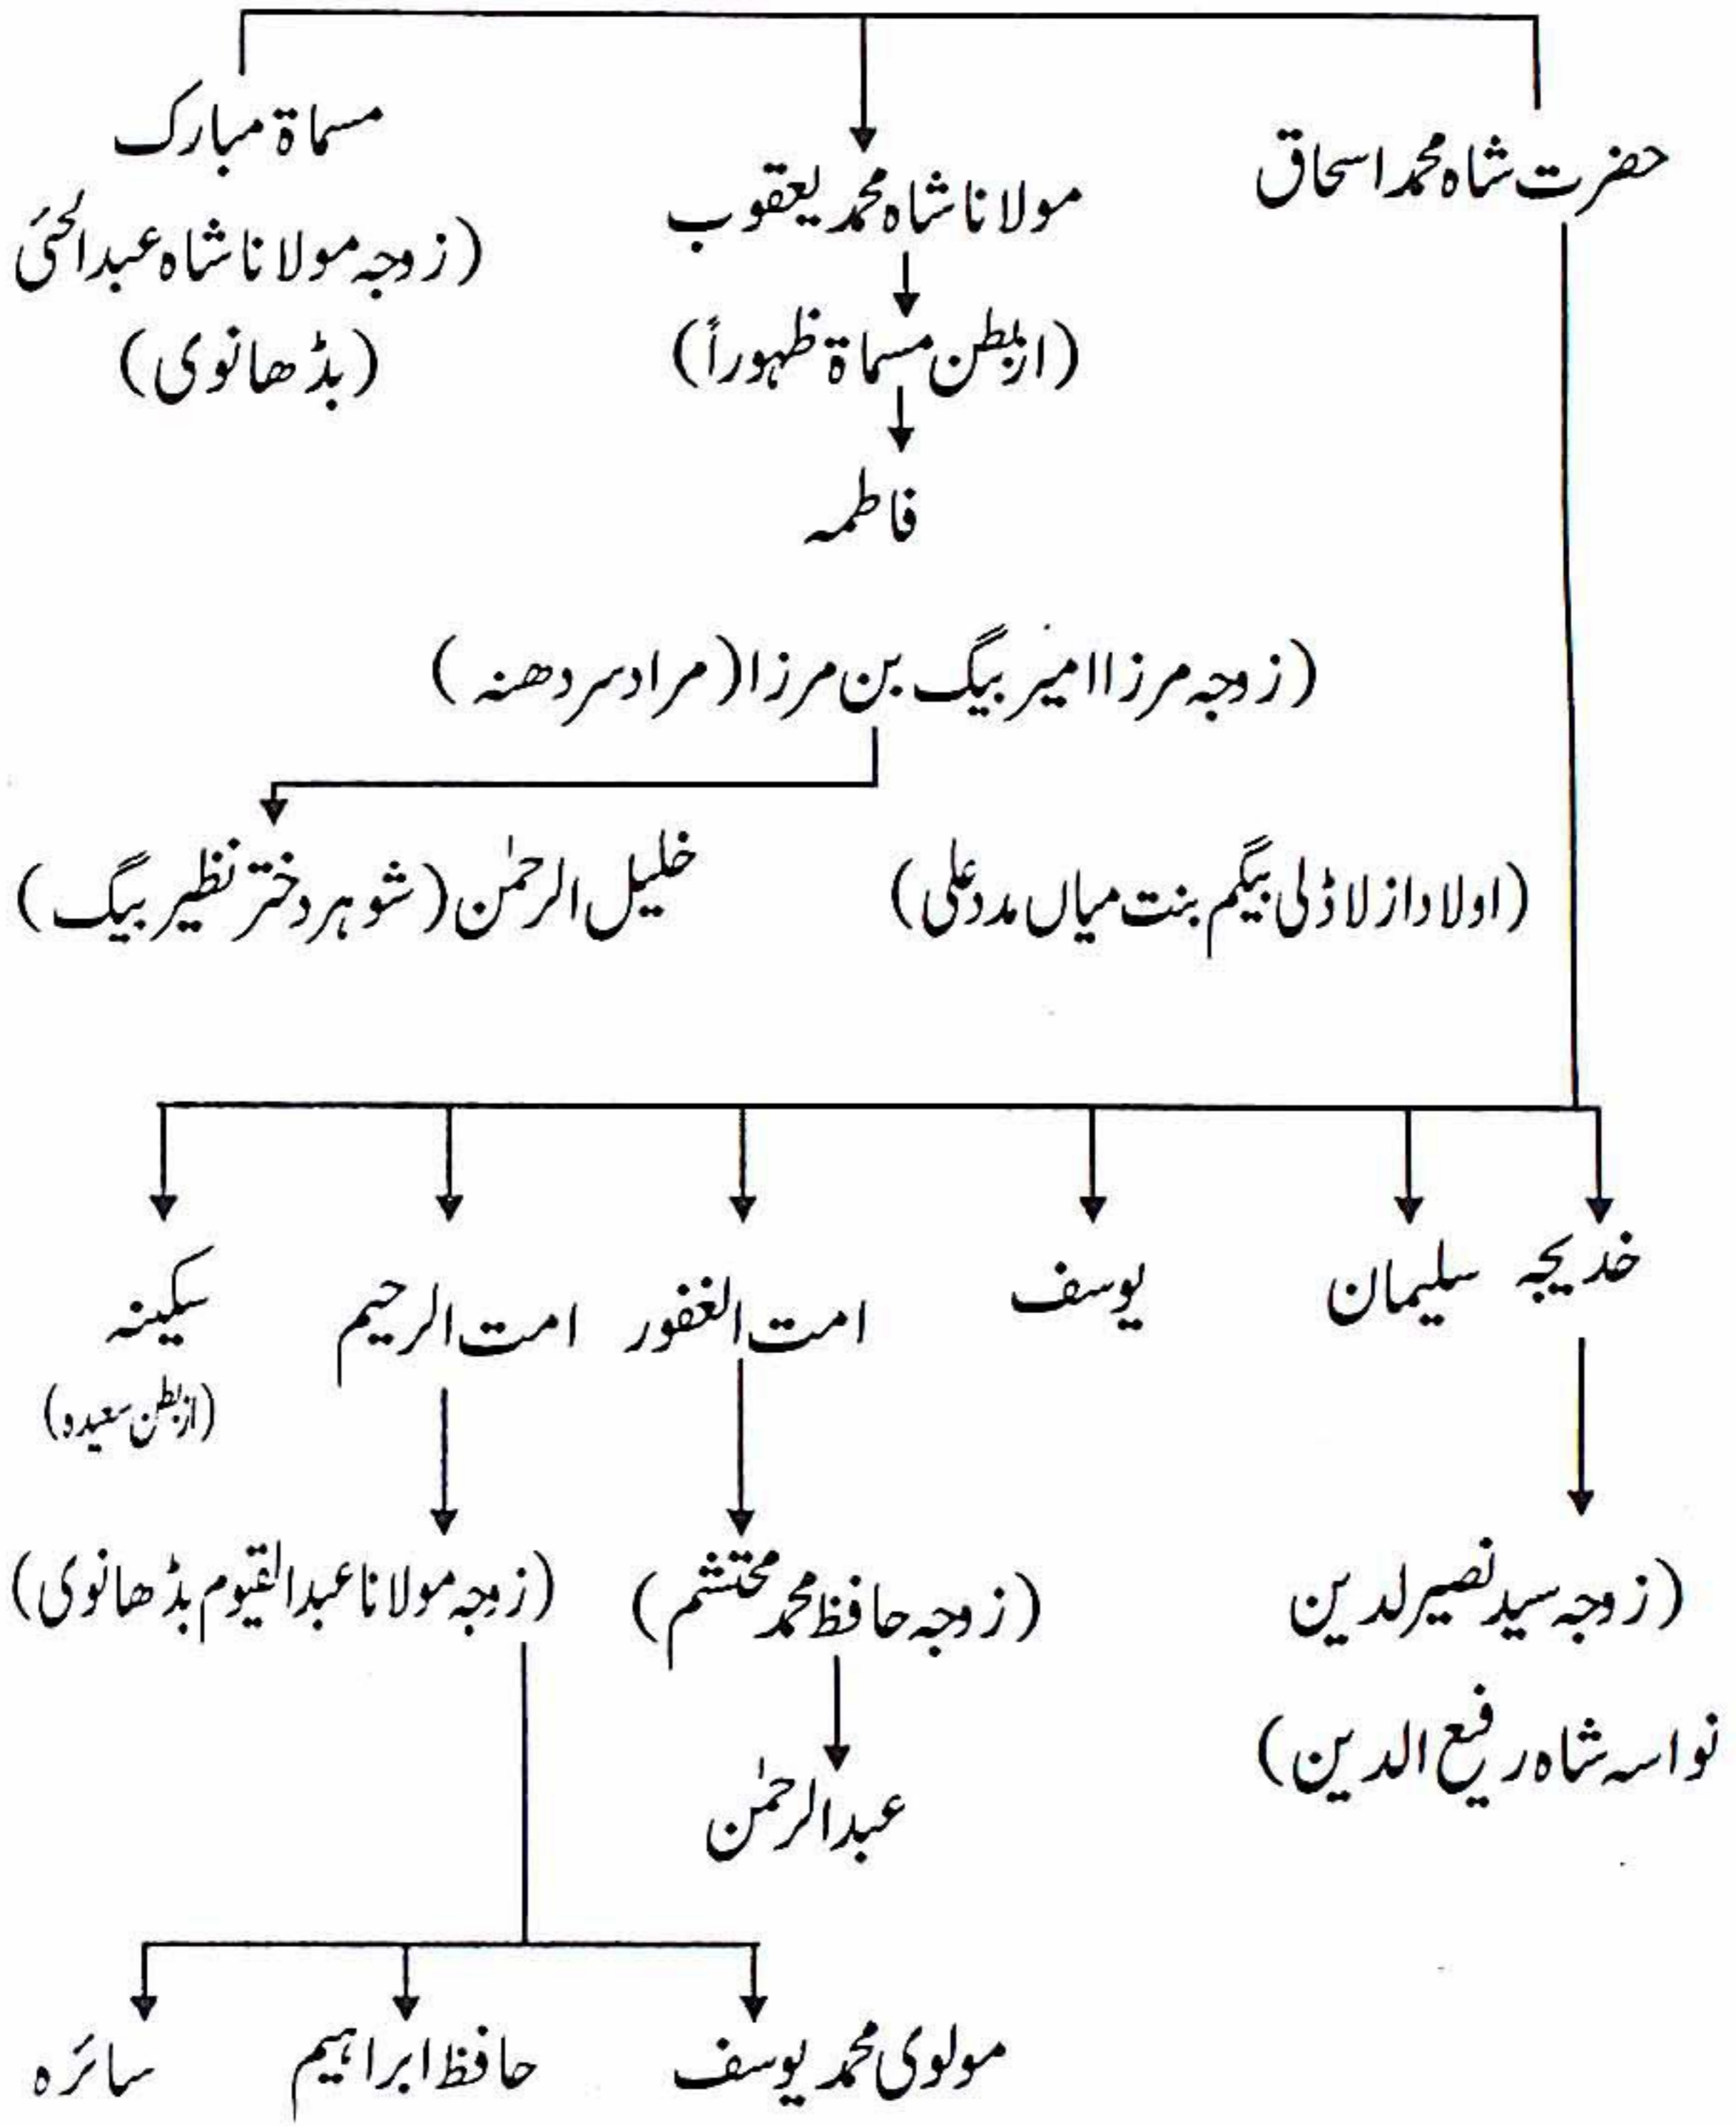 حضرت شاہ محمد اسحاق
مولانا شاہ محمد یعقوب
مسماۃ مبارک
(زوجہ مولانا شاہ عبدالحئی
(بڈھانوی)
(ازبطن مسماۃ ظہوراً)
فاطمہ
(زوجہ مرزا امیر بیگ بن مرزا (مراد سردھنہ)
(اولاد از لاڈلی بیگم بنت میاں مدد علی)
خلیل الرحمٰن (شوہر دختر نظیر بیگ)
خدیجہ
سلیمان
یوسف
امت الغفور
امت الرحیم
سکینہ
(ازبطن سعیدہ)
(زوجہ سید نصیرلدین
نواسہ شاہ رفیع الدین)
(زوجہ حافظ محمد محتشم)
(زوجہ مولانا عبدالقیوم بڈھانوی)
عبدالرحمٰن
مولوی محمد یوسف
حافظ ابراہیم
سائرہ